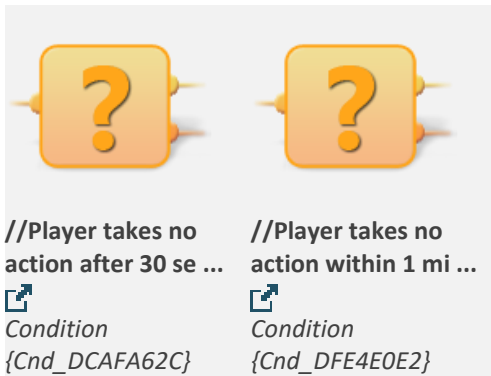 ?
?
//Player takes no
action after 30 se ...
Condition
{Cnd_DCAFA62C}
//Player takes no
action within 1 mi ...
Condition
{Cnd_DFE4E0E2}